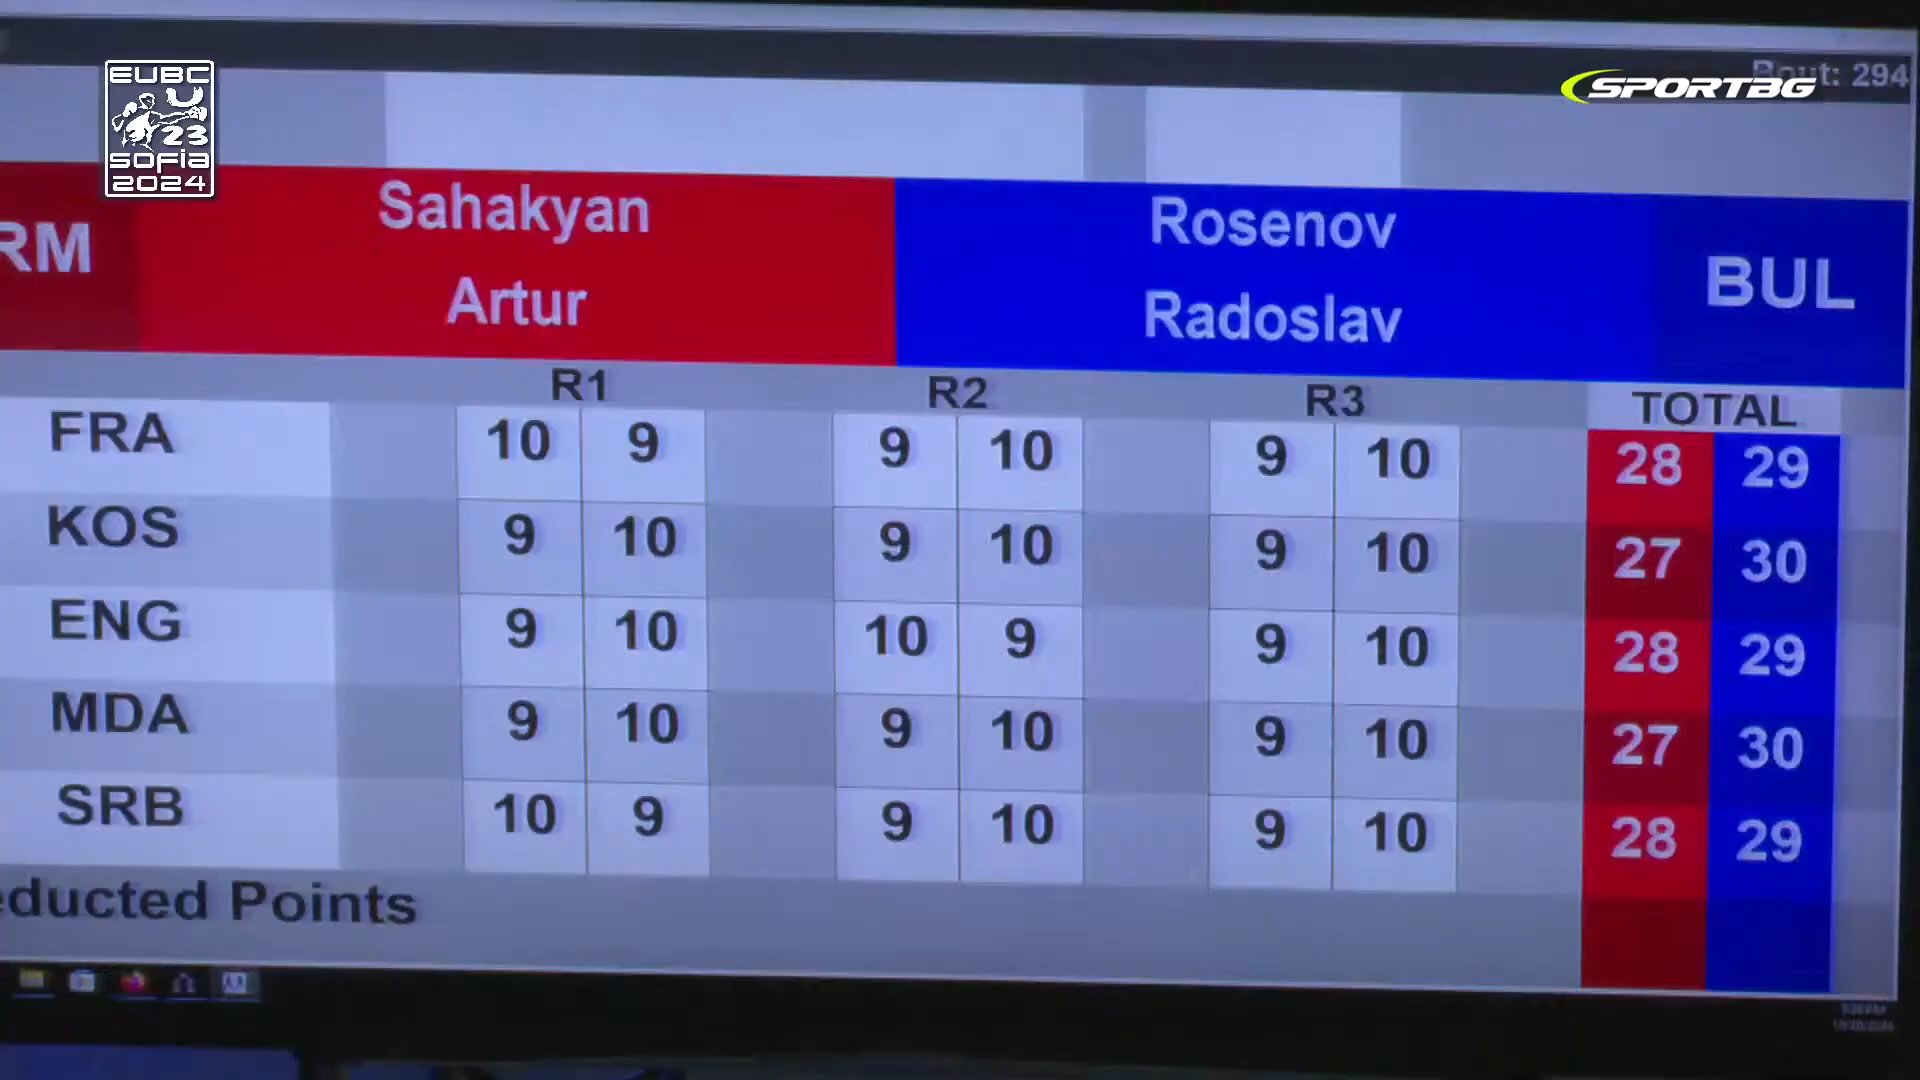 EUBC
U
23
SOFIA
2024
SPORTBG
Bout: 294
RM
Sahakyan
Artur
Rosenov
Radoslav
BUL
R1 R2 R3 TOTAL
FRA 10 9 9 10 9 10 28 29
KOS 9 10 9 10 9 10 27 30
ENG 9 10 10 9 9 10 28 29
MDA 9 10 9 10 9 10 27 30
SRB 10 9 9 10 9 10 28 29
educted Points